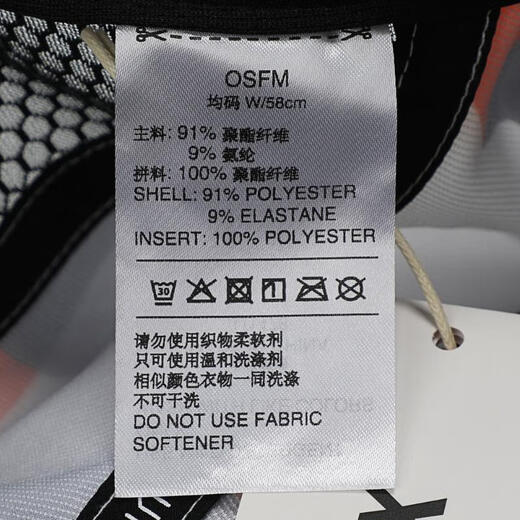 OSFM
均码 W/58cm
主料: 91% 聚酯纤维
9% 氨纶
拼料: 100% 聚酯纤维
SHELL: 91% POLYESTER
9% ELASTANE
INSERT: 100% POLYESTER
30
请勿使用织物柔软剂
只可使用温和洗涤剂
相似颜色衣物一同洗涤
不可干洗
DO NOT USE FABRIC
SOFTENER